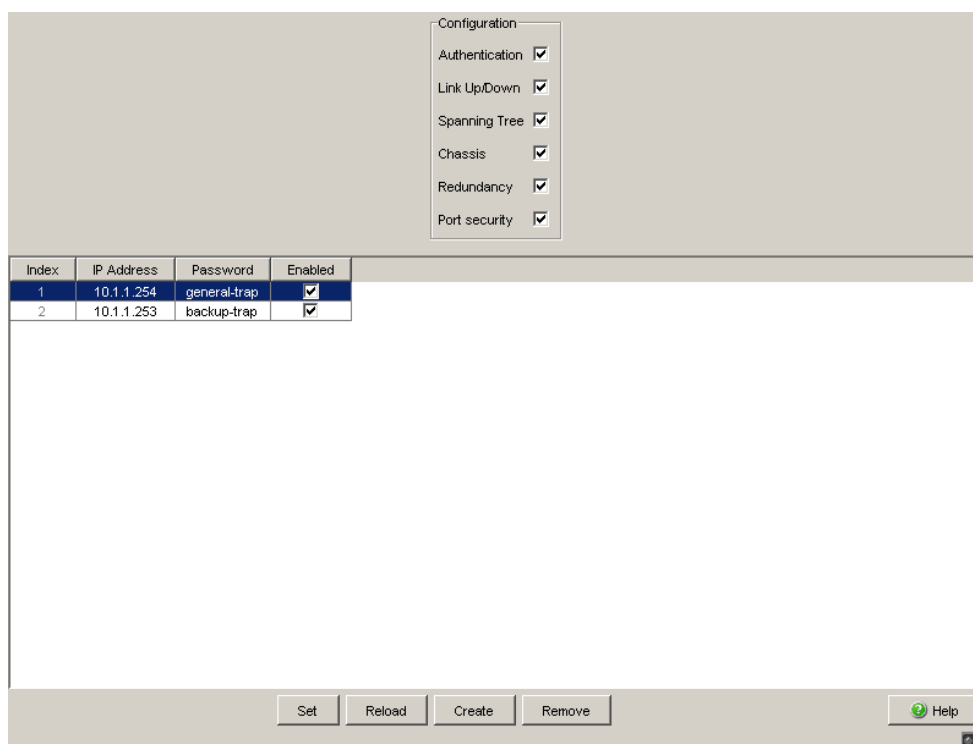 Configuration
Authentication
Link Up/Down
Spanning Tree
Chassis
Redundancy
Port security
Index IP Address Password Enabled
1 10.1.1.254 general-trap
2 10.1.1.253 backup-trap
Set Reload Create Remove Help